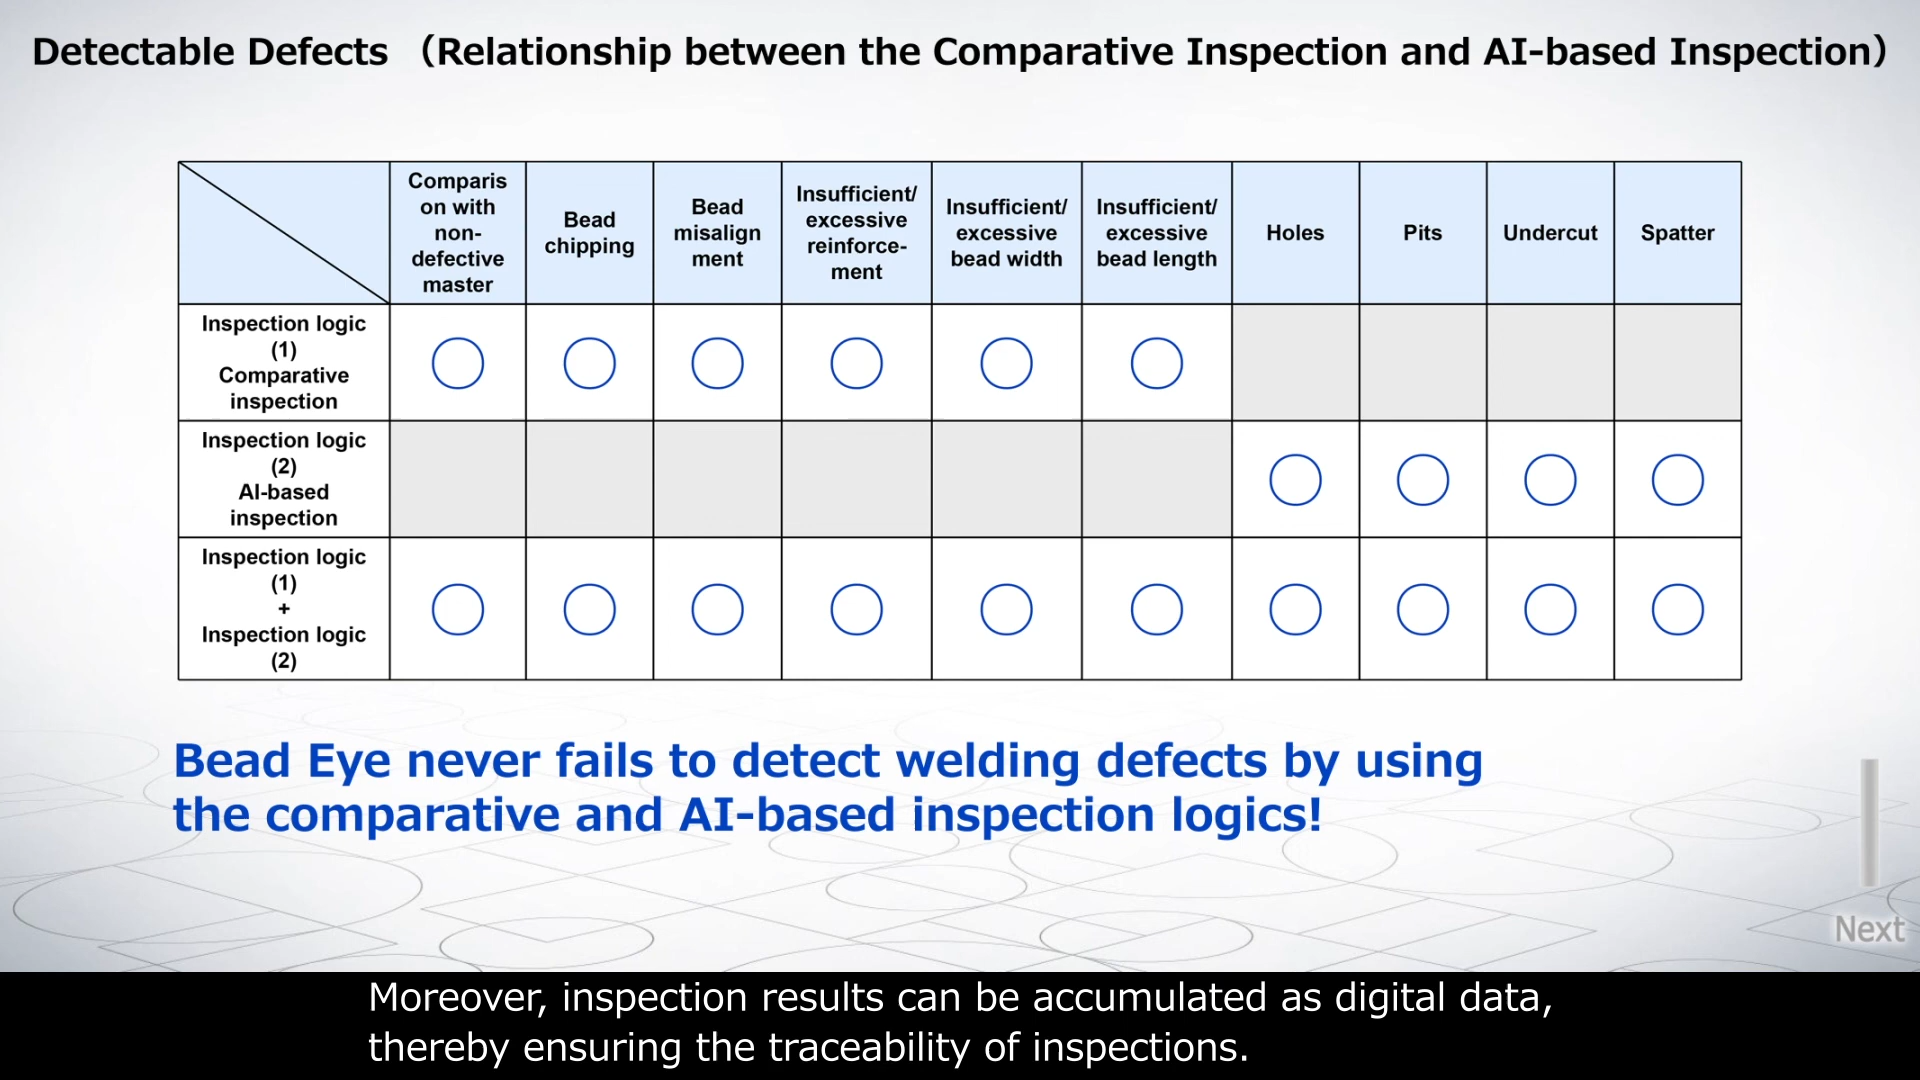 Detectable Defects （Relationship between the Comparative Inspection and AI-based Inspection）
Comparis
on with
non-
defective
master
Bead
chipping
Bead
misalign
ment
Insufficient/
excessive
reinforce-
ment
Insufficient/
excessive
bead width
Insufficient/
excessive
bead length
Holes
Pits
Undercut
Spatter
Inspection logic
(1)
Comparative
inspection
Inspection logic
(2)
AI-based
inspection
Inspection logic
(1)
+
Inspection logic
(2)
Bead Eye never fails to detect welding defects by using
the comparative and AI-based inspection logics!
Next
Moreover, inspection results can be accumulated as digital data,
thereby ensuring the traceability of inspections.